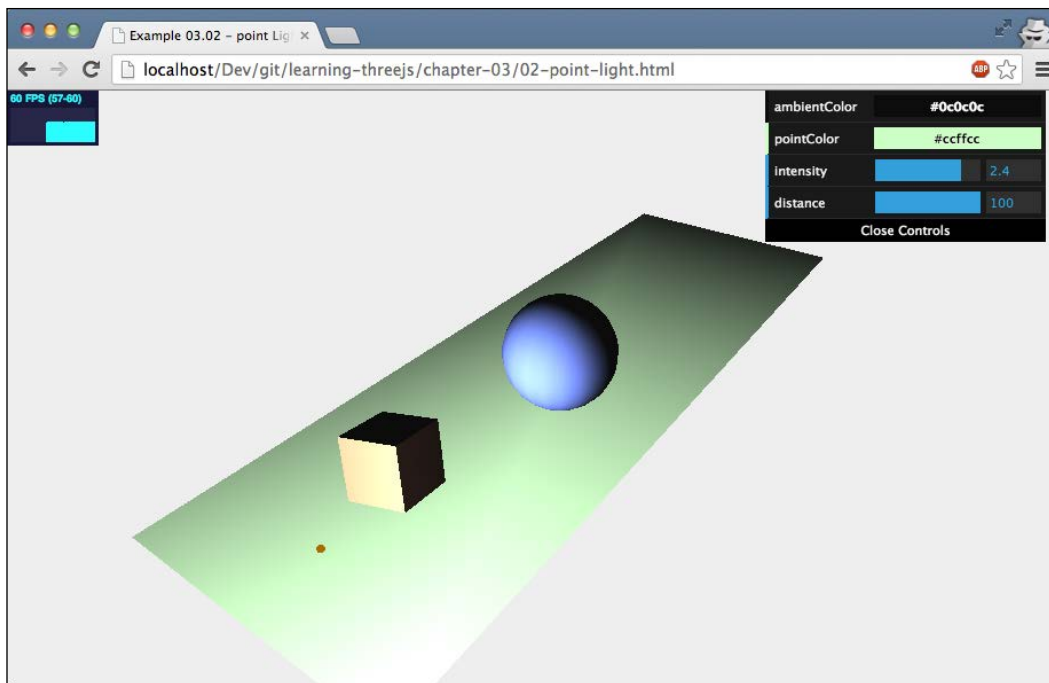 Example 03.02 - point Lig
localhost/Dev/git/learning-threejs/chapter-03/02-point-light.html
ABP
60 FPS (57-60)
ambientColor #0c0c0c
pointColor #ccffcc
intensity 2.4
distance 100
Close Controls